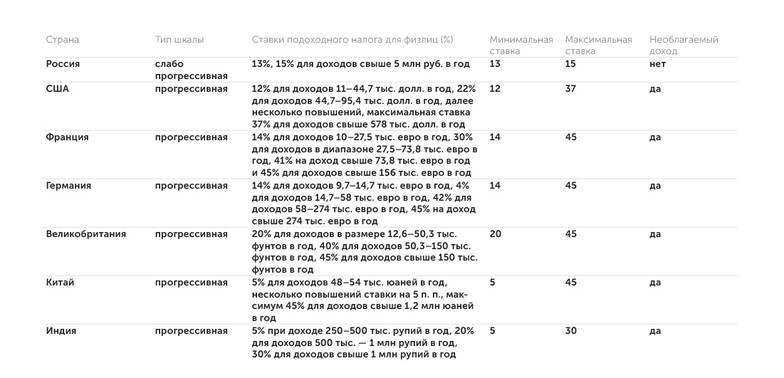 Страна Тип шкалы Ставки подоходного налога для физлиц (%) Минимальная ставка Максимальная ставка Необлагаемый доход
Россия слабо прогрессивная 13%, 15% для доходов свыше 5 млн руб. в год 13 15 нет
США прогрессивная 12% для доходов 11–44,7 тыс. долл. в год, 22%
для доходов 44,7–95,4 тыс. долл. в год, далее
несколько повышений, максимальная ставка
37% для доходов свыше 578 тыс. долл. в год
12 37 да
Франция прогрессивная 14% для доходов 10–27,5 тыс. евро в год, 30%
для доходов в диапазоне 27,5–73,8 тыс. евро в
год, 41% на доход свыше 73,8 тыс. евро в год
и 45% для доходов свыше 156 тыс. евро в год
14 45 да
Германия прогрессивная 14% для доходов 9,7–14,7 тыс. евро в год, 4%
для доходов 14,7–58 тыс. евро в год, 42% для
доходов 58–274 тыс. евро в год, 45% на доход
свыше 274 тыс. евро в год
14 45 да
Великобритания прогрессивная 20% для доходов в размере 12,6–50,3 тыс.
фунтов в год, 40% для доходов 50,3–150 тыс.
фунтов в год, 45% для доходов свыше 150 тыс.
фунтов в год
20 45 да
Китай прогрессивная 5% для доходов 48–54 тыс. юаней в год,
несколько повышений ставки на 5 п. п., мак-
симум 45% для доходов свыше 1,2 млн юаней
в год
5 45 да
Индия прогрессивная 5% при доходе 250–500 тыс. рупий в год, 20%
для доходов 500 тыс. — 1 млн рупий в год,
30% для доходов свыше 1 млн рупий в год
5 30 да